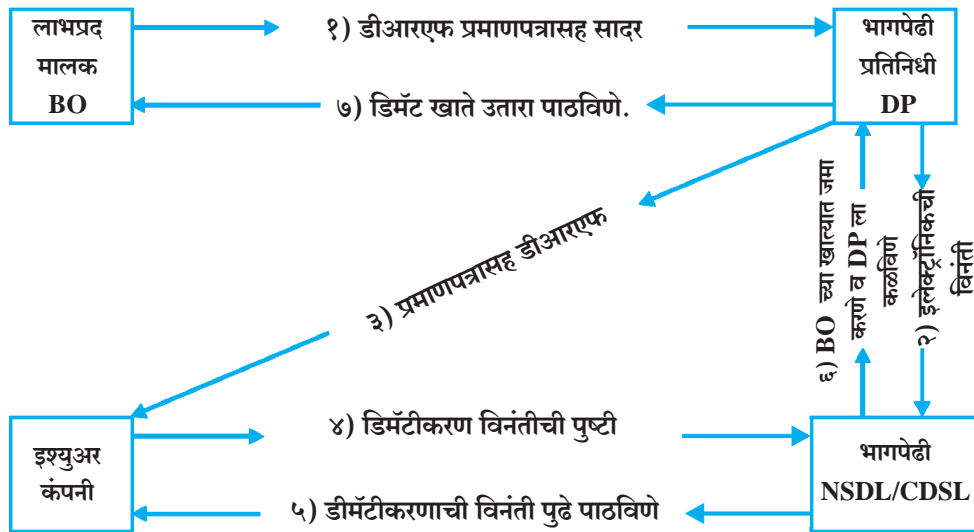 लाभप्रद
मालक
BO
१) डीआरएफ प्रमाणपत्रासह सादर
भागपेढी
प्रतिनिधी
DP
७) डिमॅट खाते उतारा पाठविणे.
३) प्रमाणपत्रासह डीआरएफ
६) BO च्या खात्यात जमा
करणे व DP ला
कळविणे
२) इलेक्ट्रॉनिकची
विनंती
इश्युअर
कंपनी
४) डिमॅटीकरण विनंतीची पुष्टी
भागपेढी
NSDL/CDSL
५) डीमॅटीकरणाची विनंती पुढे पाठविणे